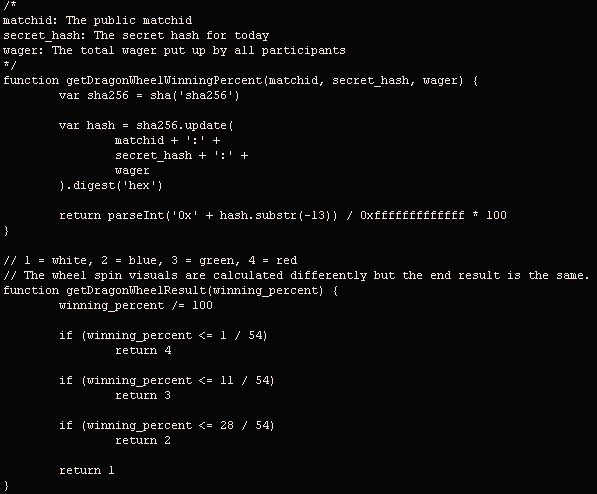 /*
matchid: The public matchid
secret_hash: The secret hash for today
wager: The total wager put up by all participants
*/
function getDragonWheelWinningPercent(matchid, secret_hash, wager) {
        var sha256 = sha('sha256')

        var hash = sha256.update(
                matchid + ':' +
                secret_hash + ':' +
                wager
        ).digest('hex')

        return parseInt('0x' + hash.substr(-13)) / 0xfffffffffffff * 100
}

// 1 = white, 2 = blue, 3 = green, 4 = red
// The wheel spin visuals are calculated differently but the end result is the same.
function getDragonWheelResult(winning_percent) {
        winning_percent /= 100

        if (winning_percent <= 1 / 54)
                return 4

        if (winning_percent <= 11 / 54)
                return 3

        if (winning_percent <= 28 / 54)
                return 2

        return 1
}